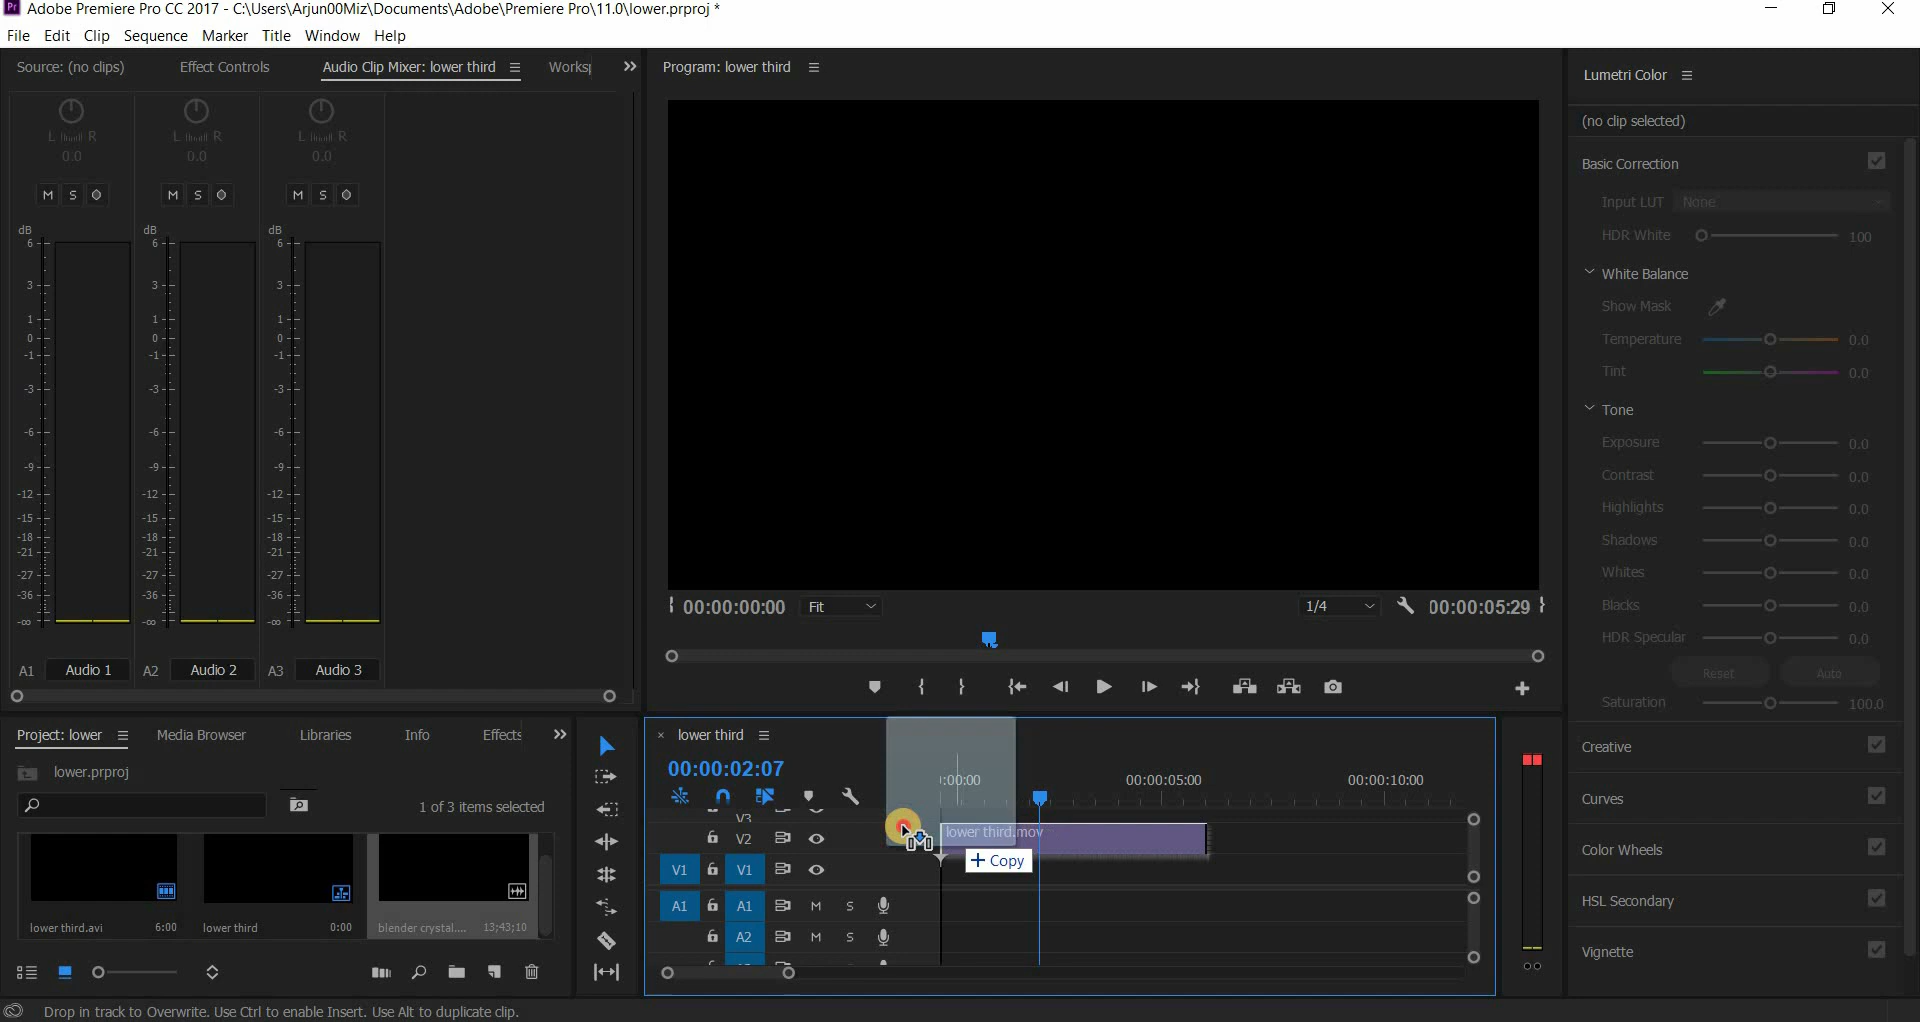 Adobe Premiere Pro CC 2017 - C:\Users\Arjun00Miz\Documents\Adobe\Premiere Pro\11.0\lower.prproj *
File Edit Clip Sequence Marker Title Window Help
Source: (no clips) Effect Controls Audio Clip Mixer: lower third Worksp
L R L R L R
0.0 0.0 0.0
M S M S M S
dB dB dB
6 6 6
3 3 3
1 1 1
0 0 0
-1 -1 -1
-3 -3 -3
-6 -6 -6
-9 -9 -9
-12 -12 -12
-15 -15 -15
-18 -18 -18
-21 -21 -21
-27 -27 -27
-36 -36 -36
-∞ -∞ -∞
A1 Audio 1 A2 Audio 2 A3 Audio 3
Program: lower third
00:00:00:00 Fit 1/4 00:00:05:29
Lumetri Color
(no clip selected)
Basic Correction
Input LUT None
HDR White 100
White Balance
Show Mask
Temperature 0.0
Tint 0.0
Tone
Exposure 0.0
Contrast 0.0
Highlights 0.0
Shadows 0.0
Whites 0.0
Blacks 0.0
HDR Specular 0.0
Reset Auto
Saturation 100.0
Creative
Curves
Color Wheels
HSL Secondary
Vignette
Project: lower Media Browser Libraries Info Effects
lower.prproj
1 of 3 items selected
lower third.avi 6:00 lower third 0:00 blender crystal.... 13;43;10
lower third
00:00:02:07
:00:00 00:00:05:00 00:00:10:00
V3
V2 lower third.mov
Copy
V1 V1
A1 A1 M S
A2 M S
Drop in track to Overwrite. Use Ctrl to enable Insert. Use Alt to duplicate clip.